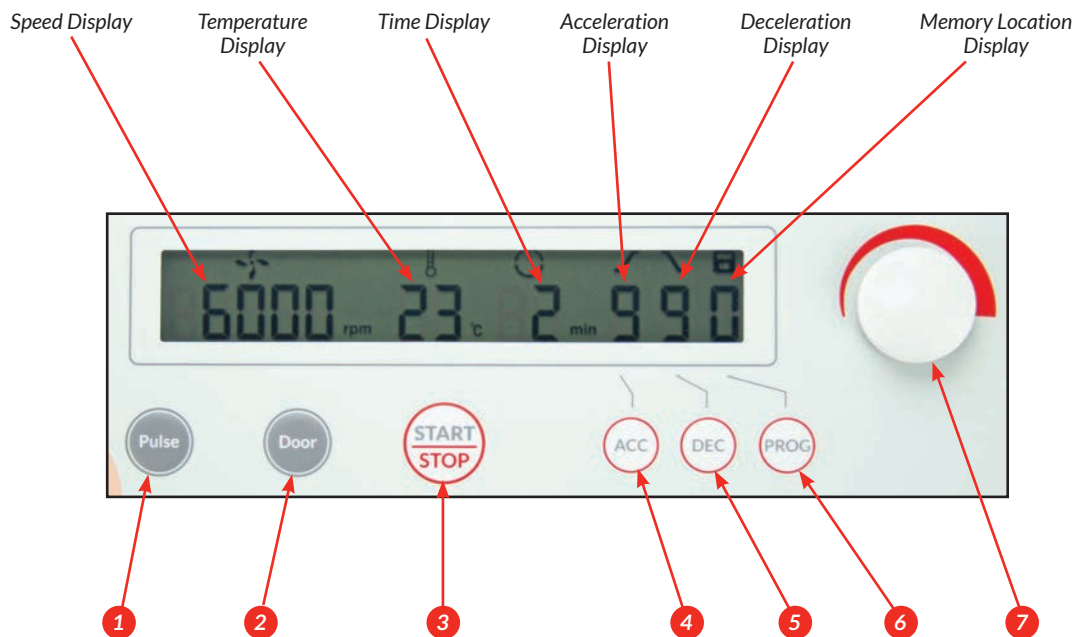 Speed Display
Temperature
Display
Time Display
Acceleration
Display
Deceleration
Display
Memory Location
Display
6000 rpm 23 °C 2 min 9 9 0
Pulse
Door
START
STOP
ACC
DEC
PROG
1
2
3
4
5
6
7